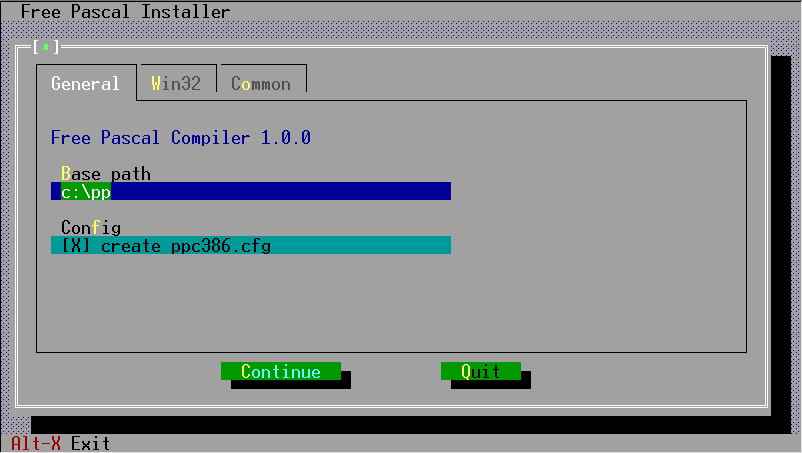 Free Pascal Installer
[■]
General Win32 Common
Free Pascal Compiler 1.0.0
Base path
c:\pp
Config
[X] create ppc386.cfg
Continue Quit
Alt-X Exit